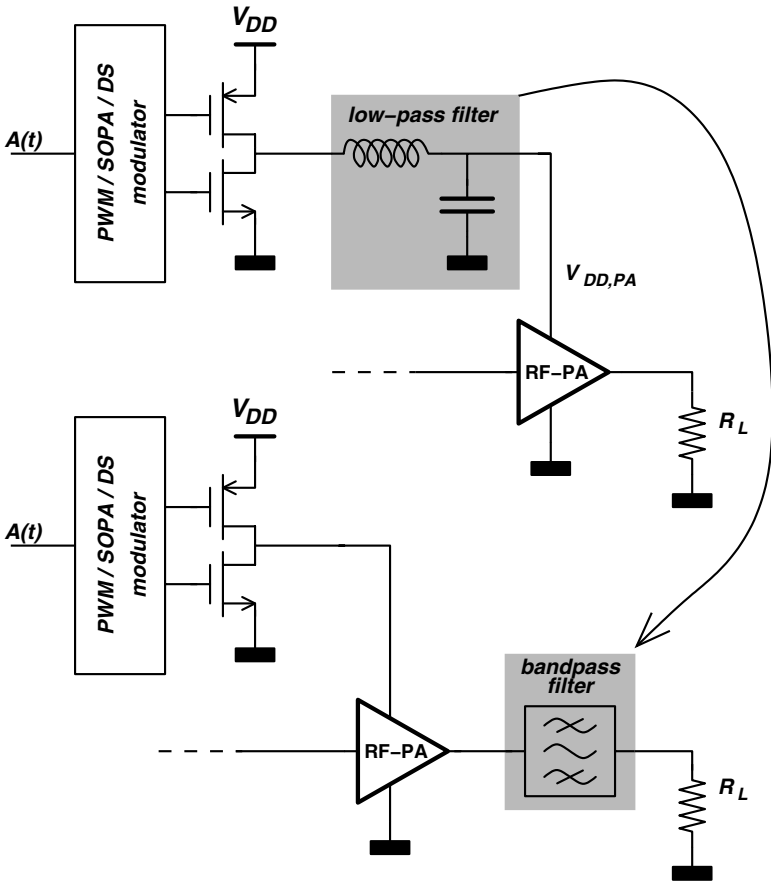 V_DD
PWM / SOPA / DS
modulator
A(t)
low–pass filter
V_DD,PA
RF–PA
R_L
V_DD
PWM / SOPA / DS
modulator
A(t)
bandpass
filter
RF–PA
R_L